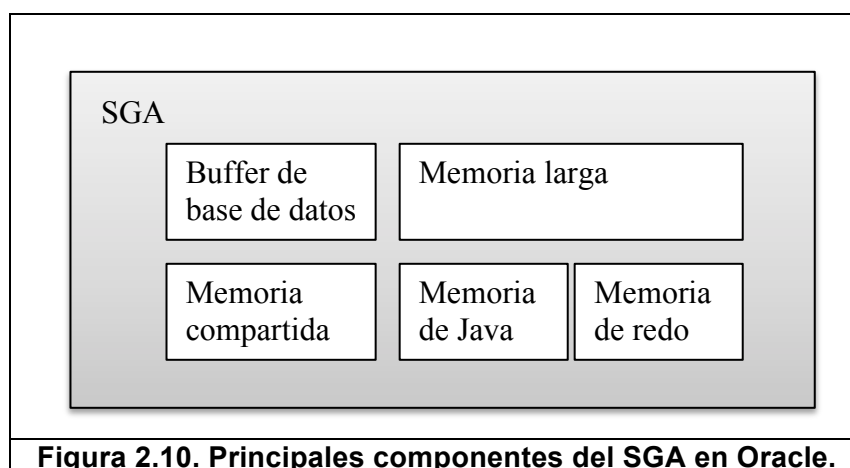 SGA
Buffer de
base de datos
Memoria larga
Memoria
compartida
Memoria
de Java
Memoria
de redo
Figura 2.10. Principales componentes del SGA en Oracle.